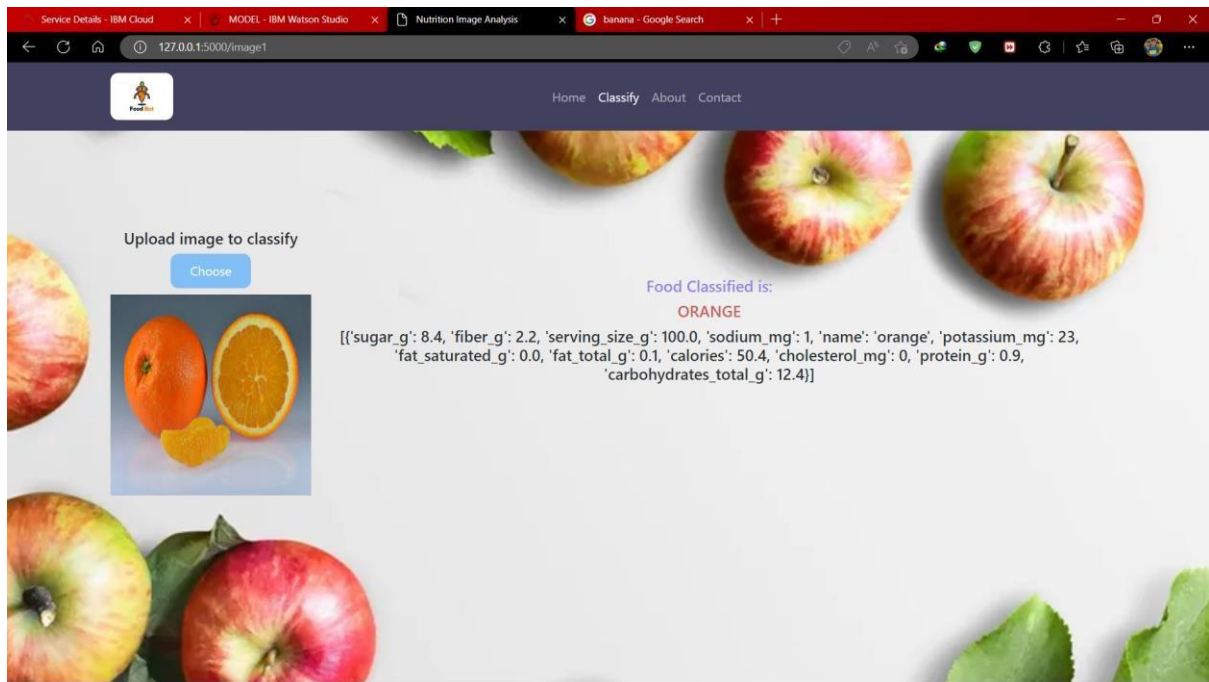 Service Details - IBM Cloud
MODEL - IBM Watson Studio
Nutrition Image Analysis
banana - Google Search
127.0.0.1:5000/image1
Food Bot
Home Classify About Contact
Upload image to classify
Choose
Food Classified is:
ORANGE
[{'sugar_g': 8.4, 'fiber_g': 2.2, 'serving_size_g': 100.0, 'sodium_mg': 1, 'name': 'orange', 'potassium_mg': 23,
'fat_saturated_g': 0.0, 'fat_total_g': 0.1, 'calories': 50.4, 'cholesterol_mg': 0, 'protein_g': 0.9,
'carbohydrates_total_g': 12.4}]